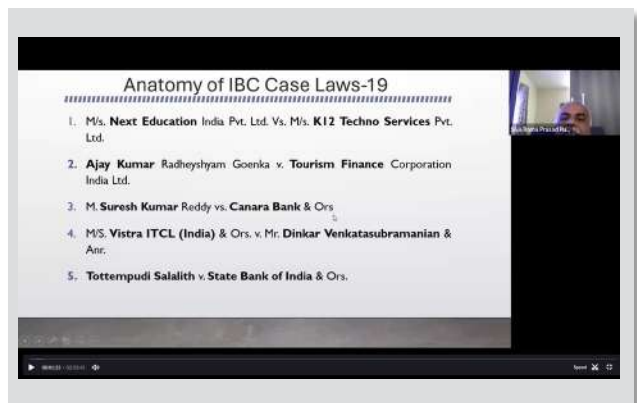 Anatomy of IBC Case Laws-19
1. M/s. Next Education India Pvt. Ltd. Vs. M/s. K12 Techno Services Pvt.
Ltd.
2. Ajay Kumar Radheyshyam Goenka v. Tourism Finance Corporation
India Ltd.
3. M. Suresh Kumar Reddy vs. Canara Bank & Ors
4. M/S. Vistra ITCL (India) & Ors. v. Mr. Dinkar Venkatasubramanian &
Anr.
5. Tottempudi Salalith v. State Bank of India & Ors.
Speed